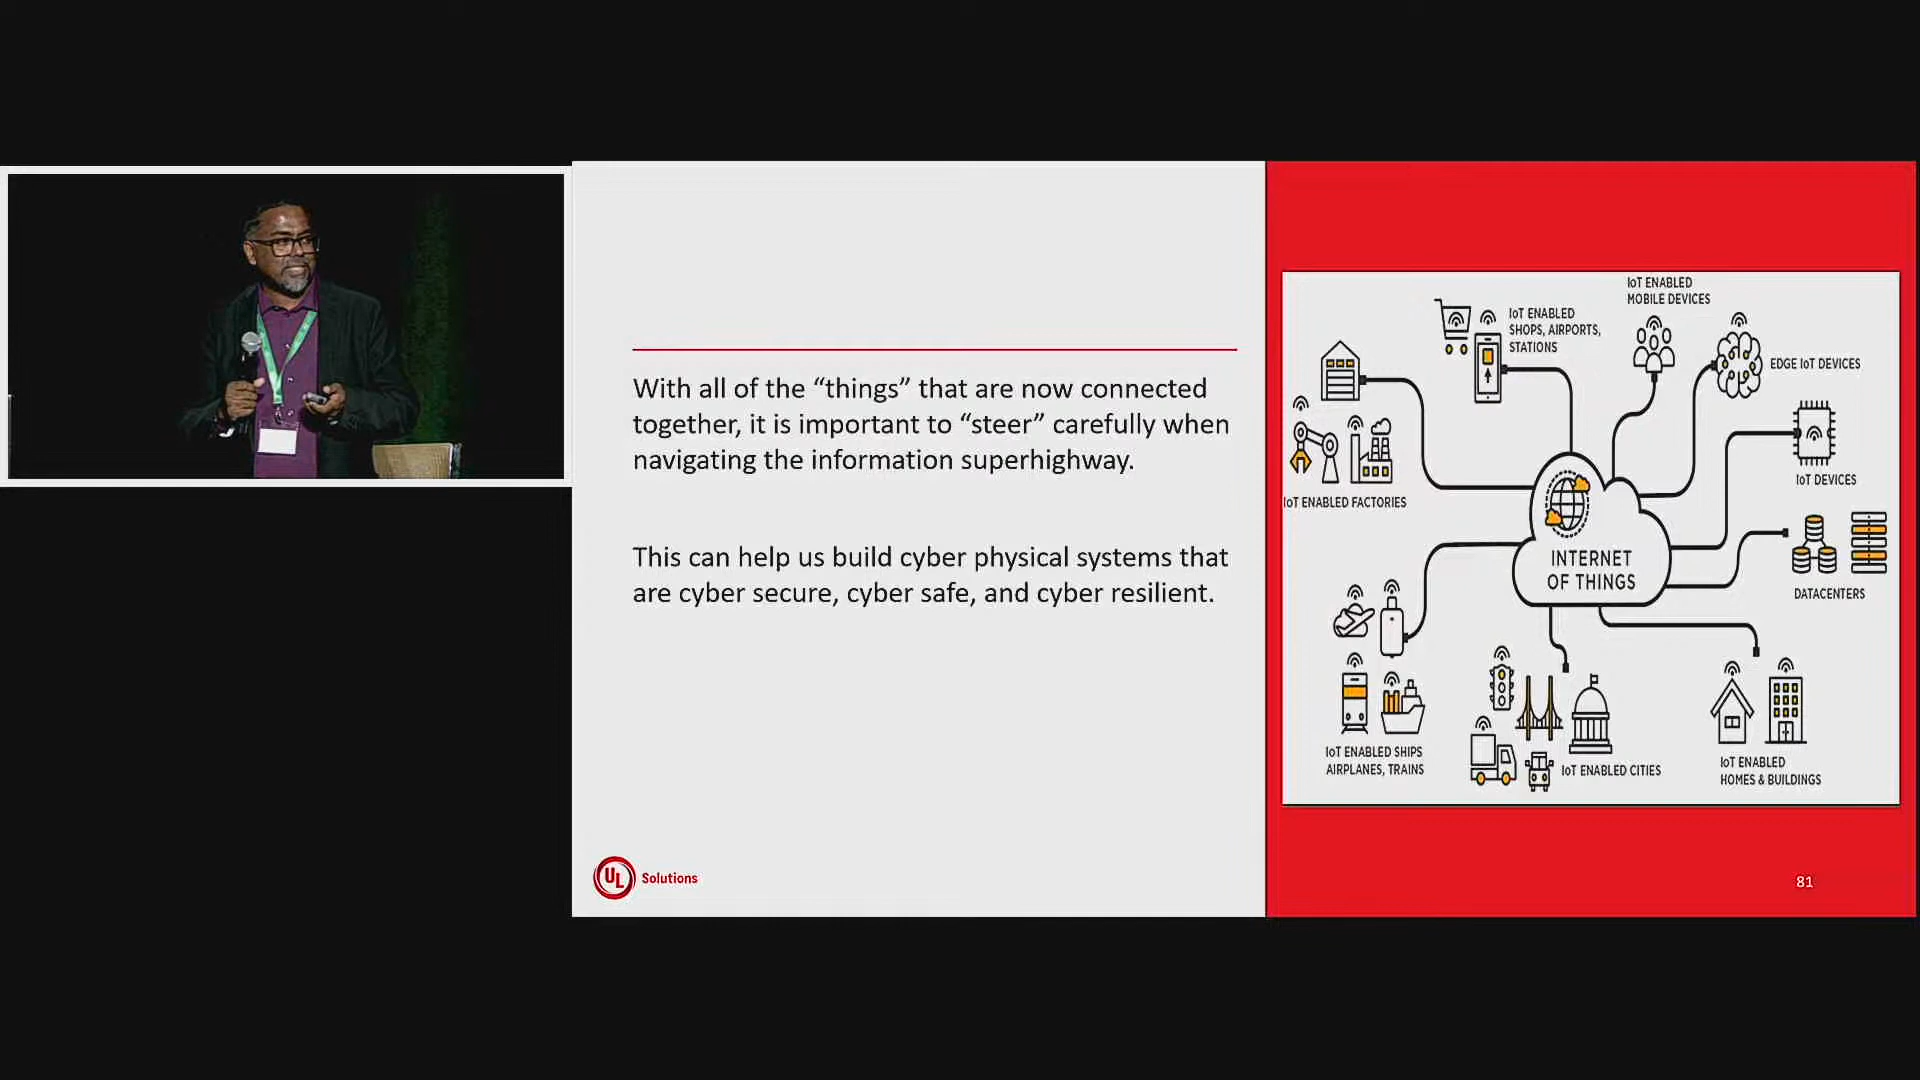 With all of the “things” that are now connected
together, it is important to “steer” carefully when
navigating the information superhighway.
This can help us build cyber physical systems that
are cyber secure, cyber safe, and cyber resilient.
UL Solutions
IoT ENABLED
MOBILE DEVICES
IoT ENABLED
SHOPS, AIRPORTS,
STATIONS
EDGE IoT DEVICES
IoT DEVICES
IoT ENABLED FACTORIES
INTERNET
OF THINGS
DATACENTERS
IoT ENABLED SHIPS
AIRPLANES, TRAINS
IoT ENABLED CITIES
IoT ENABLED
HOMES & BUILDINGS
81